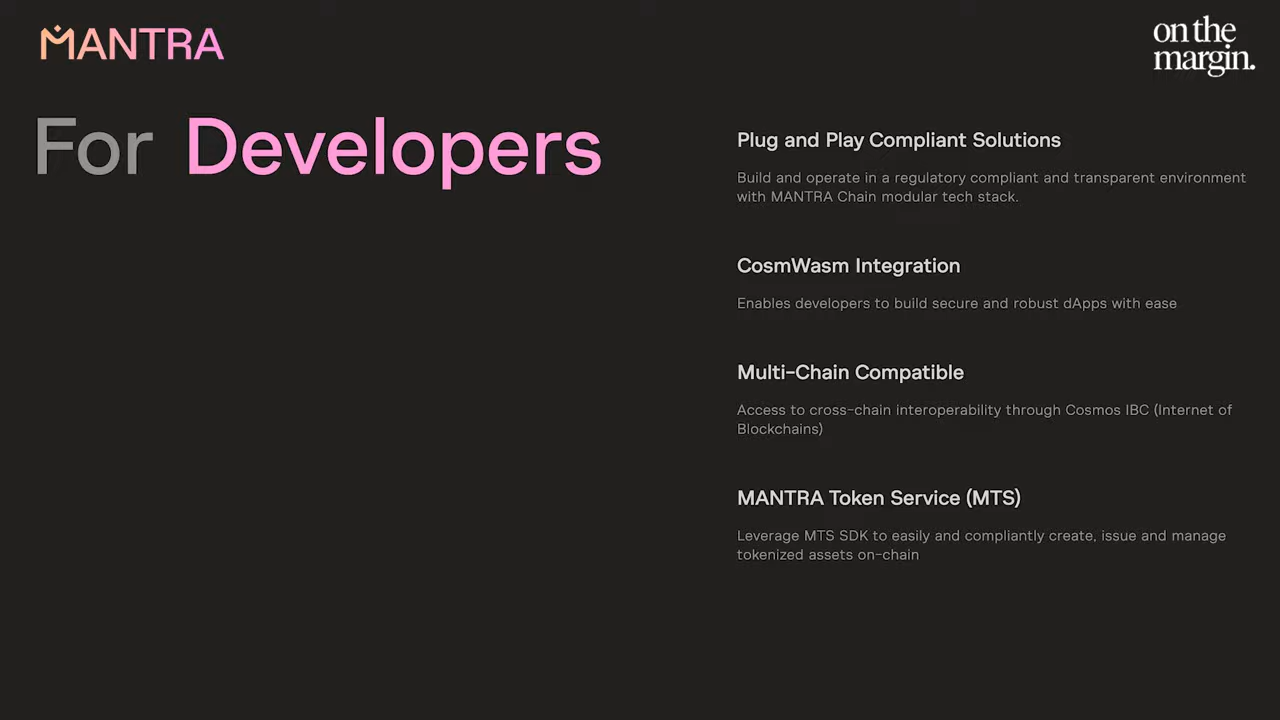 MANTRA
on the
margin.
For Developers
Plug and Play Compliant Solutions
Build and operate in a regulatory compliant and transparent environment
with MANTRA Chain modular tech stack.
CosmWasm Integration
Enables developers to build secure and robust dApps with ease
Multi-Chain Compatible
Access to cross-chain interoperability through Cosmos IBC (Internet of
Blockchains)
MANTRA Token Service (MTS)
Leverage MTS SDK to easily and compliantly create, issue and manage
tokenized assets on-chain